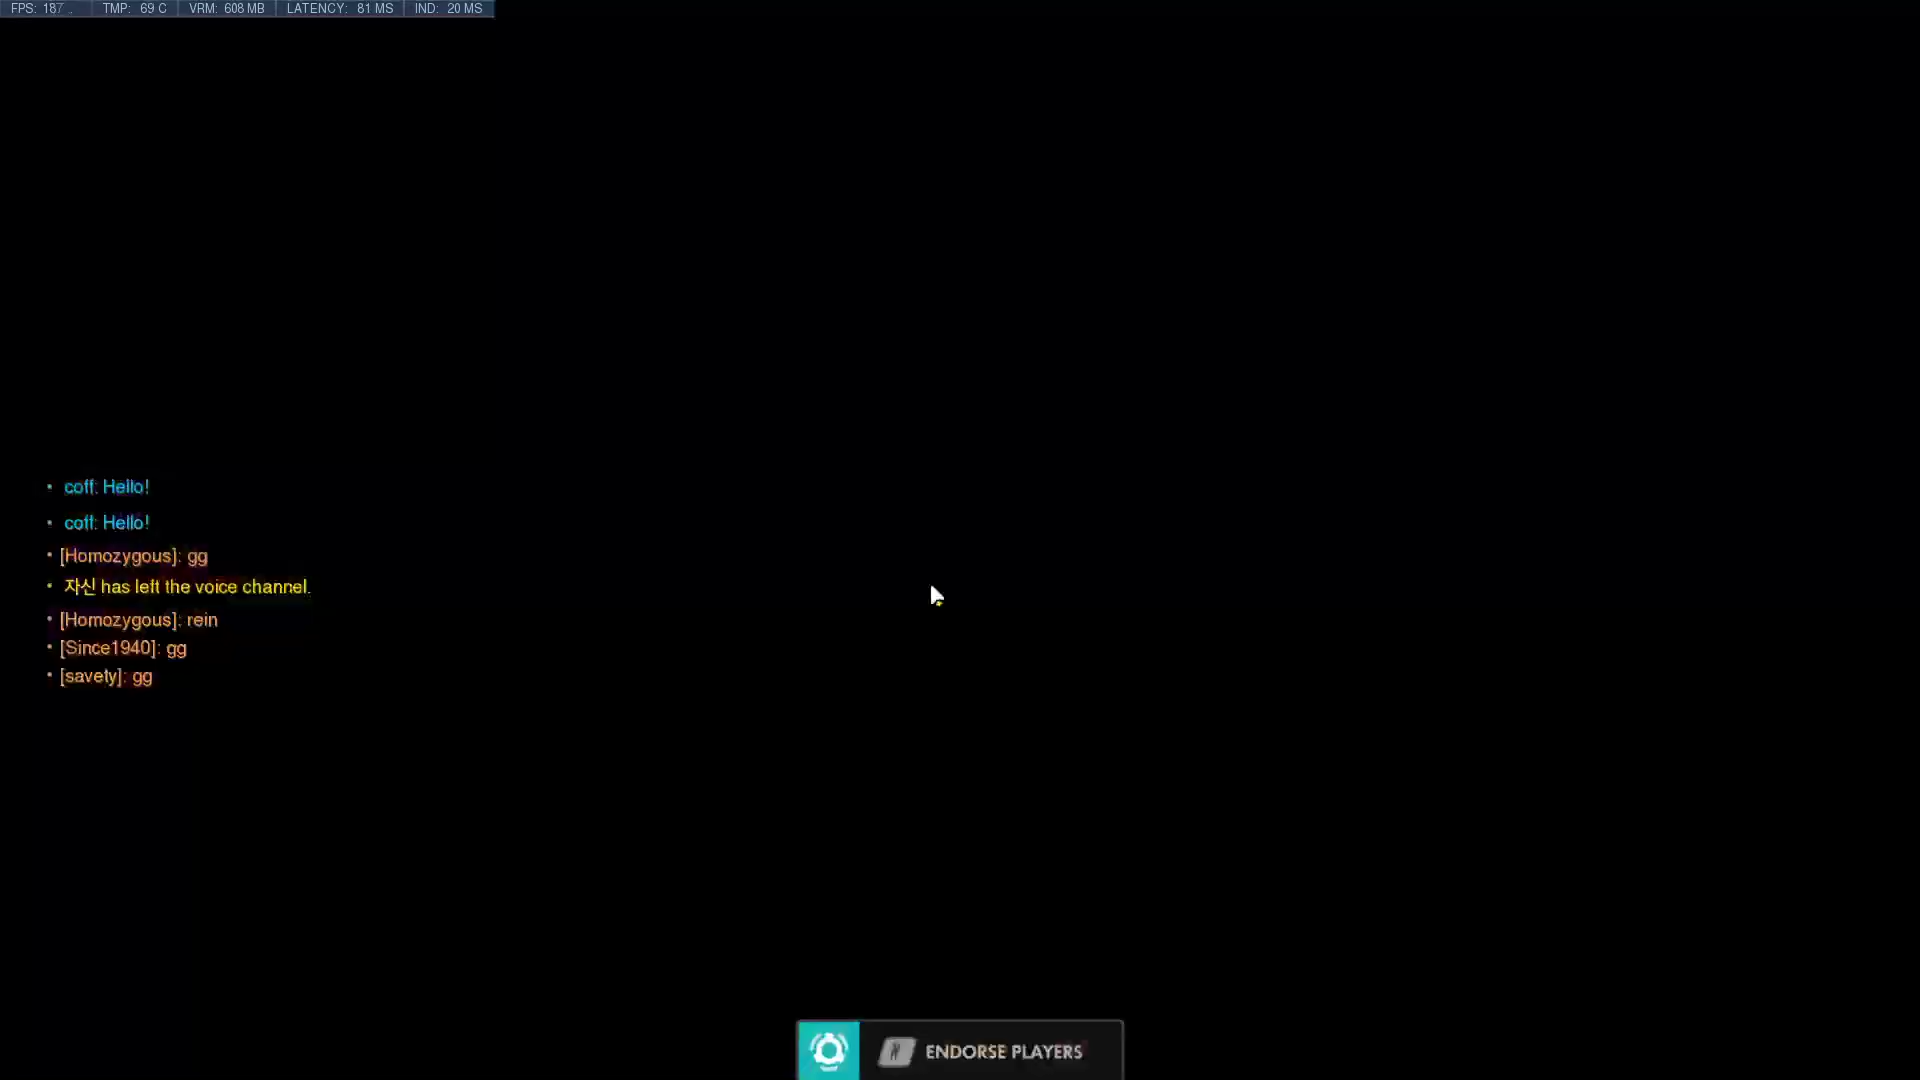 FPS: 187 TMP: 69 C VRM: 608 MB LATENCY: 81 MS IND: 20 MS
coff: Hello!
coff: Hello!
[Homozygous]: gg
자신 has left the voice channel.
[Homozygous]: rein
[Since1940]: gg
[savety]: gg
N ENDORSE PLAYERS